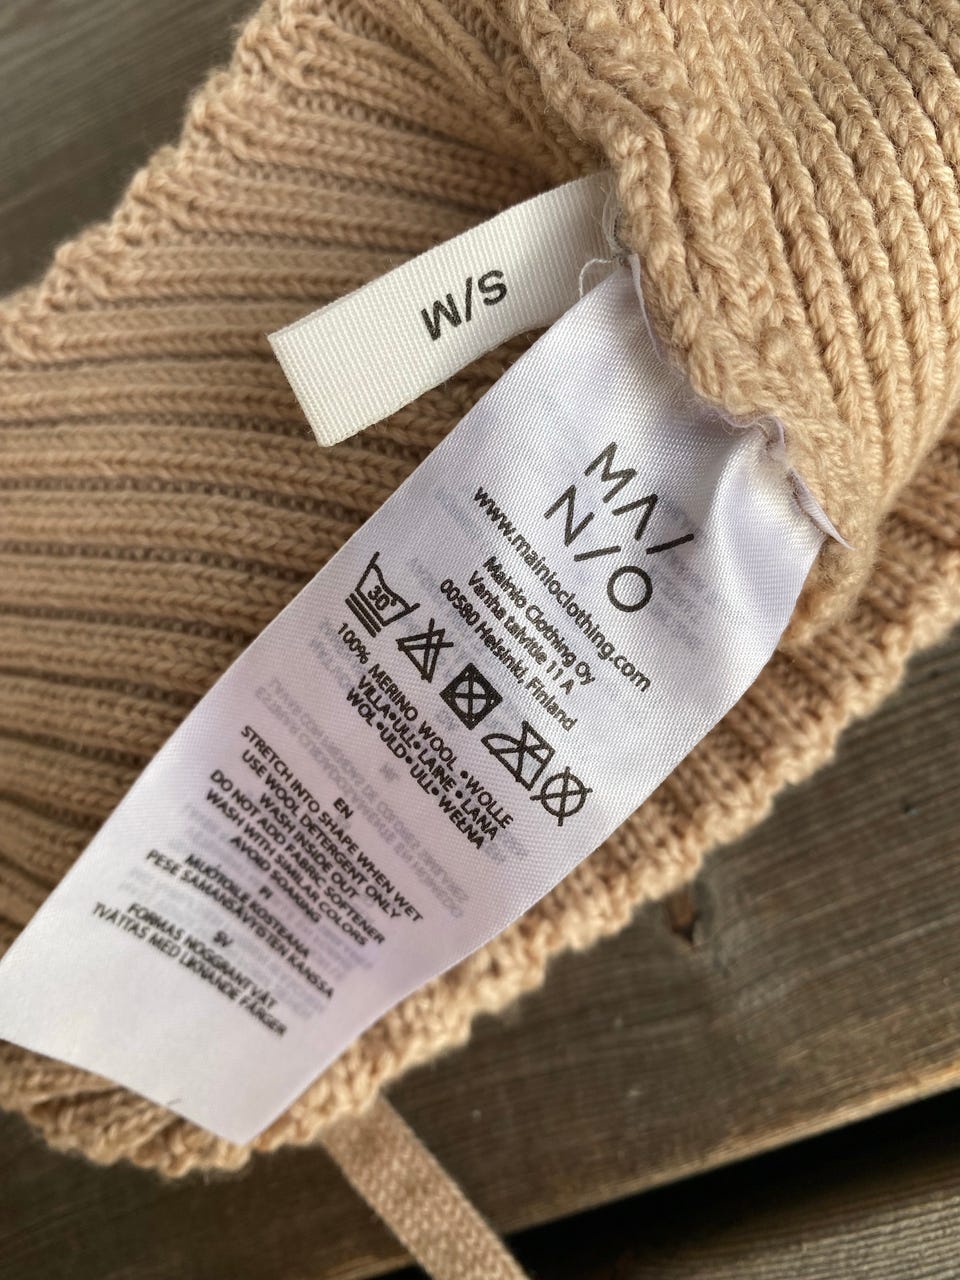 S/M
MAI
NIO
www.mainioclothing.com
Mainio Clothing Oy
Vanha talvitie 11 A
00580 Helsinki, Finland
30°
100% MERINO WOOL • WOLLE
VILLA • ULL • LAINE • LANA
WOL • ULD • ULL • WEŁNA
EN
STRETCH INTO SHAPE WHEN WET
USE WOOL DETERGENT ONLY
WASH INSIDE OUT
DO NOT ADD FABRIC SOFTENER
WASH WITH SIMILAR COLORS
AVOID SOAKING
FI
MUOTOILE KOSTEANA
PESE SAMANSÄVYISTEN KANSSA
SV
FORMAS NOGGRANT VÅT
TVÄTTAS MED LIKNANDE FÄRGER